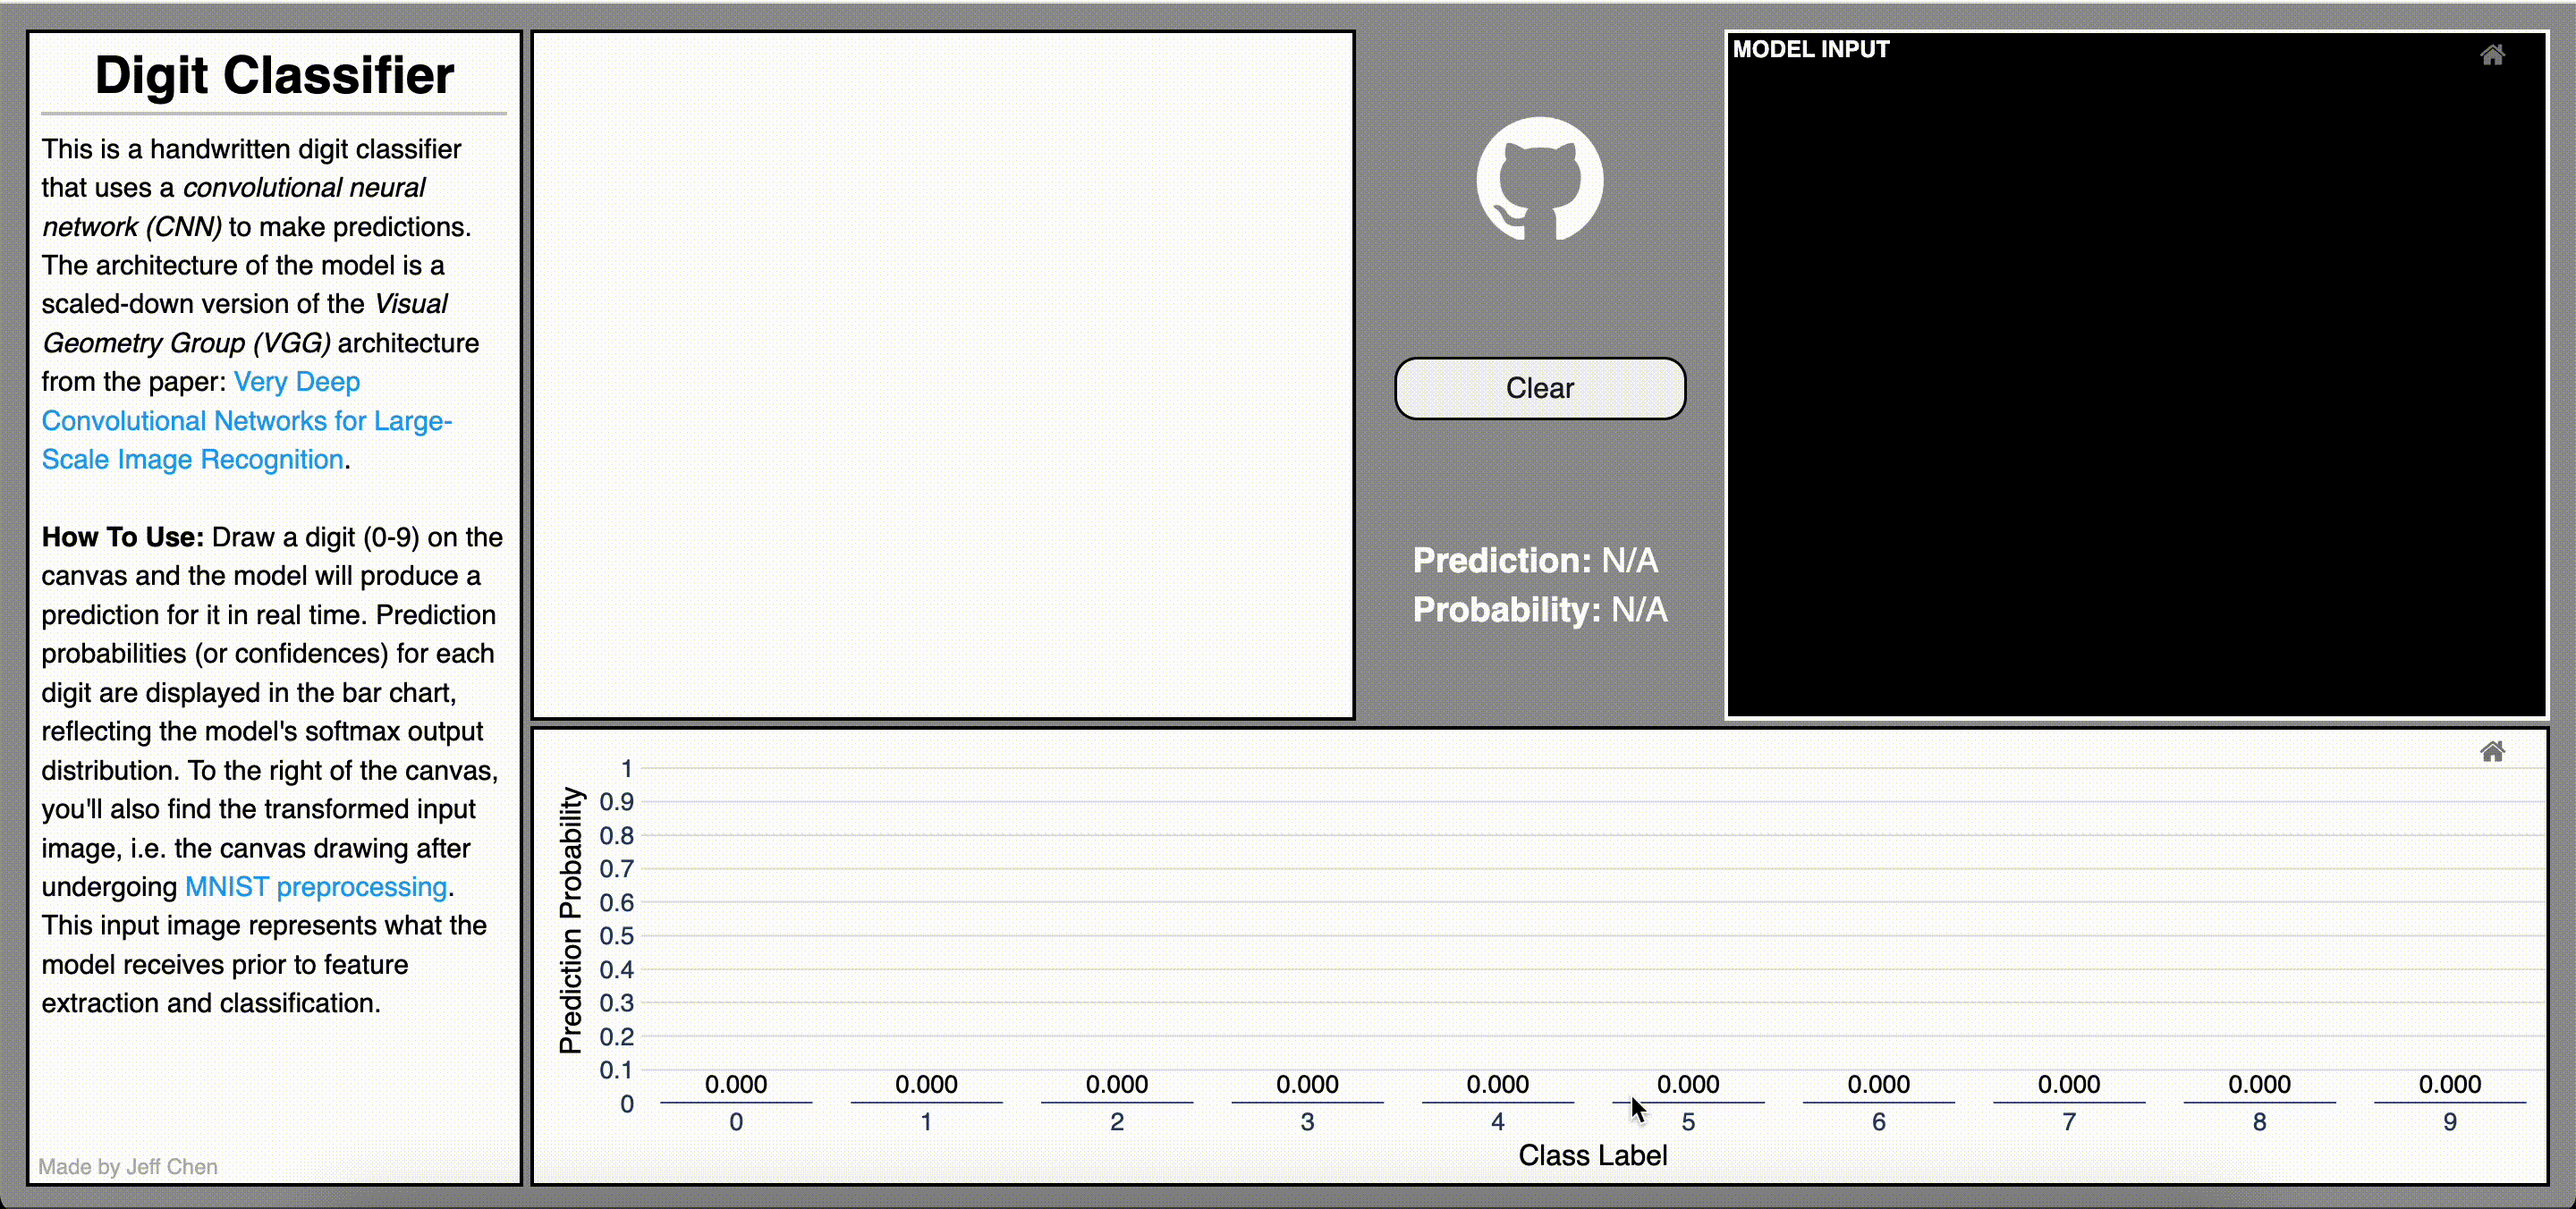 Digit Classifier
This is a handwritten digit classifier
that uses a convolutional neural
network (CNN) to make predictions.
The architecture of the model is a
scaled-down version of the Visual
Geometry Group (VGG) architecture
from the paper: Very Deep
Convolutional Networks for Large-
Scale Image Recognition.
How To Use: Draw a digit (0-9) on the
canvas and the model will produce a
prediction for it in real time. Prediction
probabilities (or confidences) for each
digit are displayed in the bar chart,
reflecting the model's softmax output
distribution. To the right of the canvas,
you'll also find the transformed input
image, i.e. the canvas drawing after
undergoing MNIST preprocessing.
This input image represents what the
model receives prior to feature
extraction and classification.
Made by Jeff Chen
Clear
Prediction: N/A
Probability: N/A
MODEL INPUT
Prediction Probability
1
0.9
0.8
0.7
0.6
0.5
0.4
0.3
0.2
0.1
0
0.000 0.000 0.000 0.000 0.000 0.000 0.000 0.000 0.000 0.000
0 1 2 3 4 5 6 7 8 9
Class Label